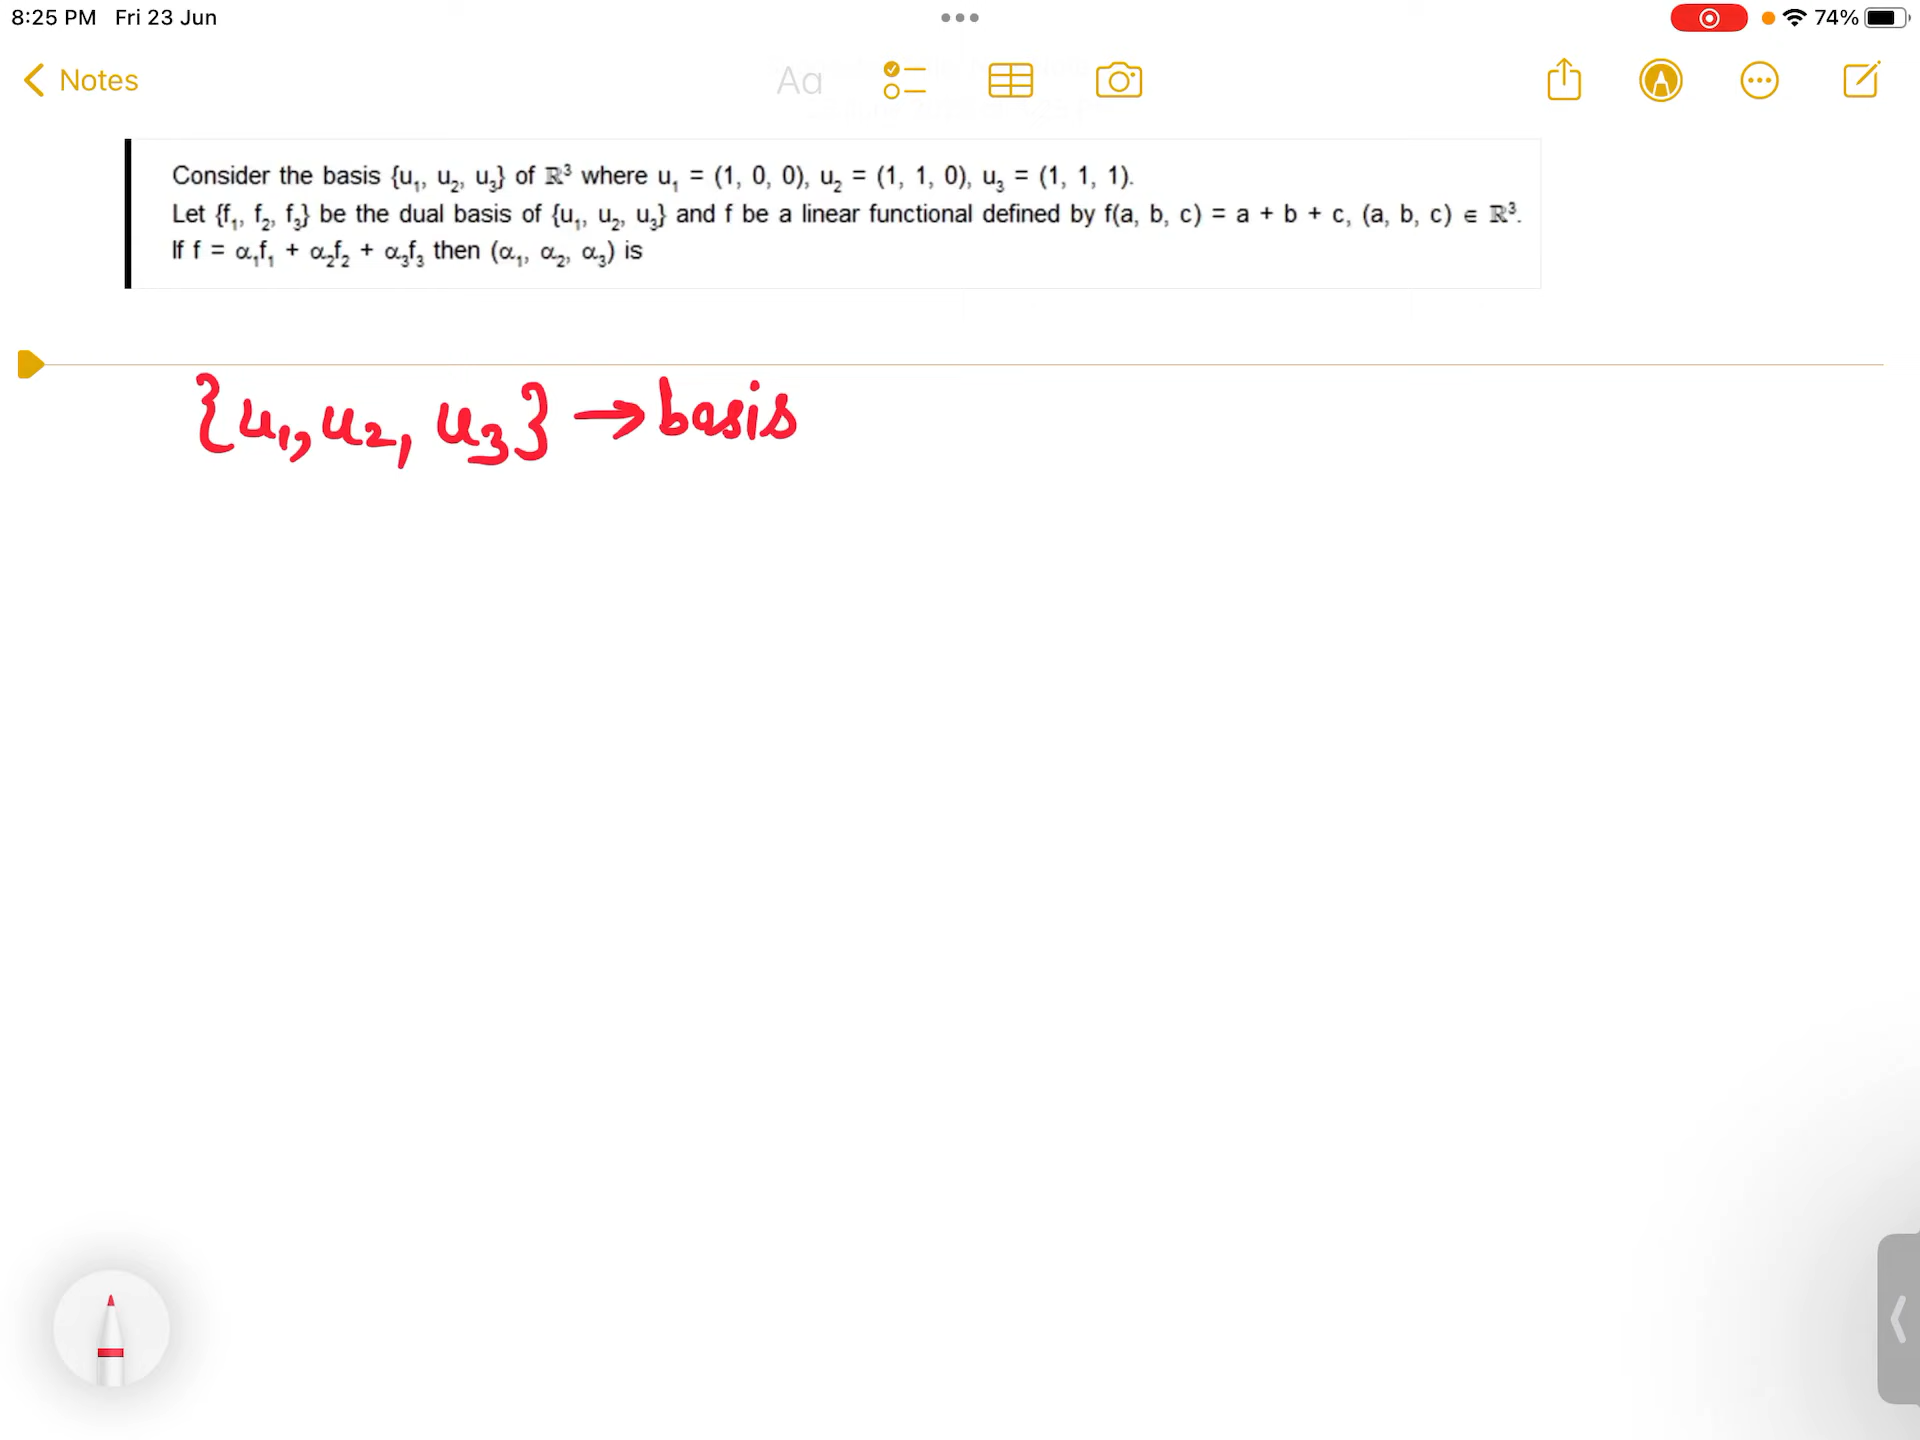 8:25 PM Fri 23 Jun
74%
Notes
Aa
Consider the basis {u₁, u₂, u₃} of ℝ³ where u₁ = (1, 0, 0), u₂ = (1, 1, 0), u₃ = (1, 1, 1).
Let {f₁, f₂, f₃} be the dual basis of {u₁, u₂, u₃} and f be a linear functional defined by f(a, b, c) = a + b + c, (a, b, c) ∈ ℝ³.
If f = α₁f₁ + α₂f₂ + α₃f₃ then (α₁, α₂, α₃) is
{u₁, u₂, u₃} → basis